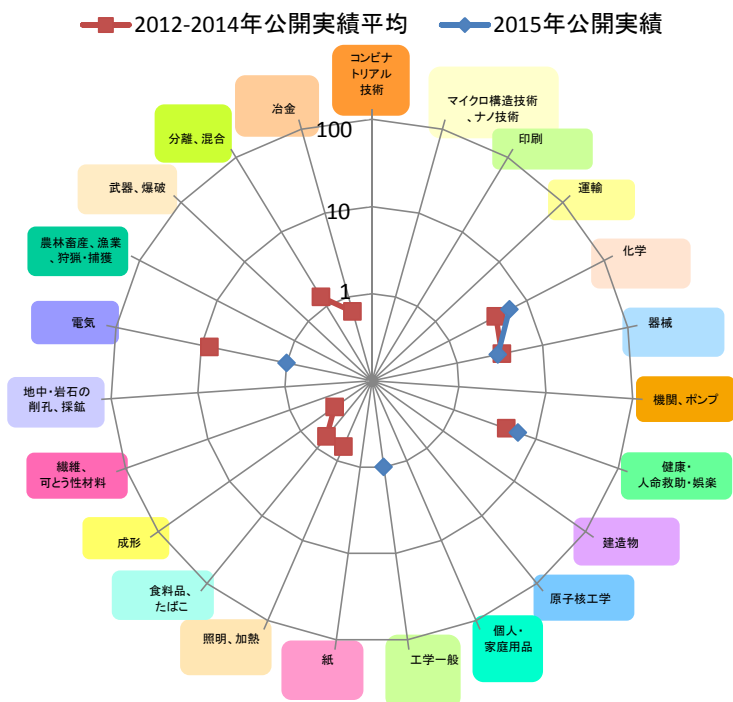 2012-2014年公開実績平均
2015年公開実績
コンビナ
トリアル
技術
マイクロ構造技術
、ナノ技術
印刷
運輸
化学
器械
機関、ポンプ
健康・
人命救助・娯楽
建造物
原子核工学
個人・
家庭用品
工学一般
紙
照明、加熱
食料品、
たばこ
成形
繊維、
可とう性材料
地中・岩石の
削孔、採鉱
電気
農林畜産、漁業
、狩猟・捕獲
武器、爆破
分離、混合
冶金
100
10
1